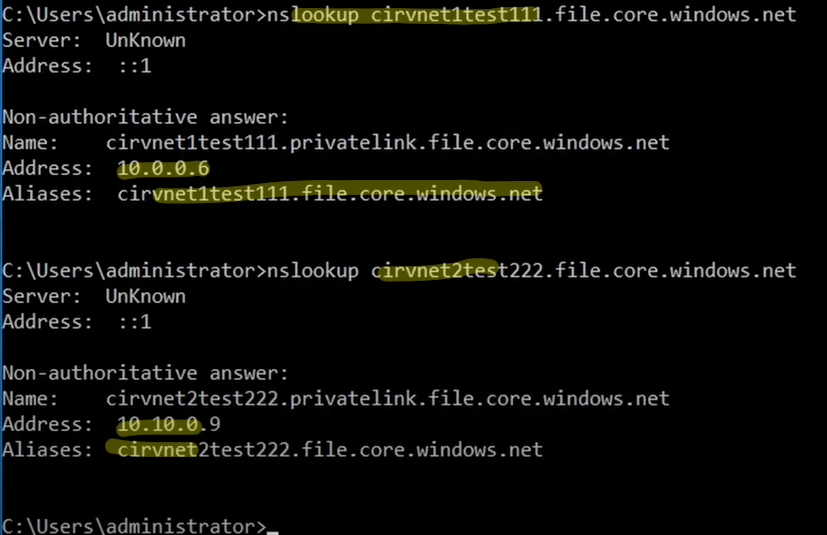 C:\Users\administrator>nslookup cirvnet1test111.file.core.windows.net
Server:  UnKnown
Address:  ::1
Non-authoritative answer:
Name:    cirvnet1test111.privatelink.file.core.windows.net
Address:  10.0.0.6
Aliases:  cirvnet1test111.file.core.windows.net
C:\Users\administrator>nslookup cirvnet2test222.file.core.windows.net
Server:  UnKnown
Address:  ::1
Non-authoritative answer:
Name:    cirvnet2test222.privatelink.file.core.windows.net
Address:  10.10.0.9
Aliases:  cirvnet2test222.file.core.windows.net
C:\Users\administrator>_